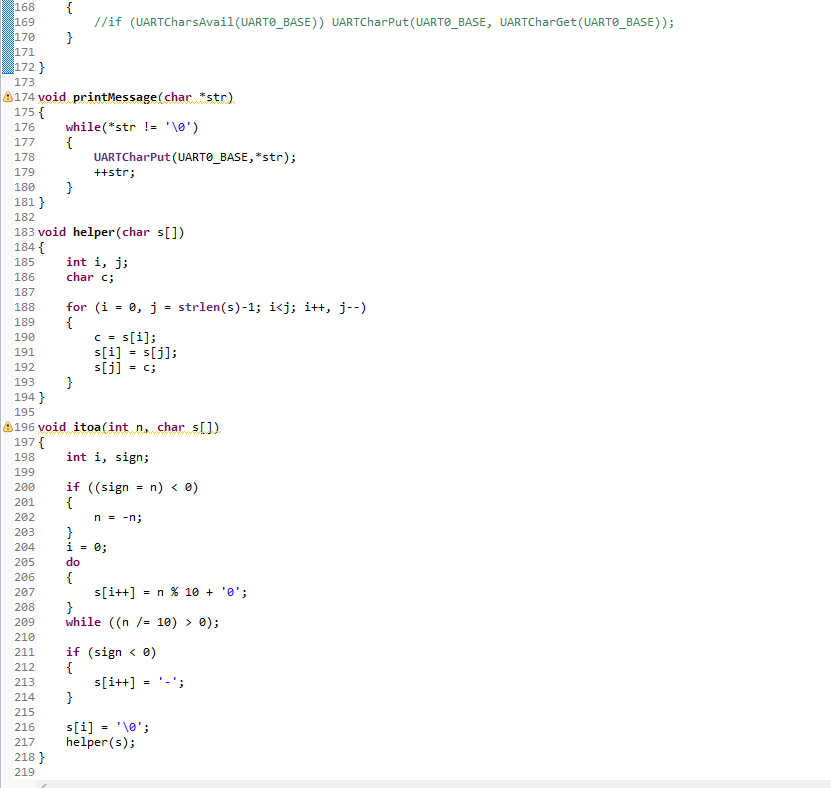 168     {
169         //if (UARTCharsAvail(UART0_BASE)) UARTCharPut(UART0_BASE, UARTCharGet(UART0_BASE));
170     }
171
172 }
173
174 void printMessage(char *str)
175 {
176     while(*str != '\0')
177     {
178         UARTCharPut(UART0_BASE,*str);
179         ++str;
180     }
181 }
182
183 void helper(char s[])
184 {
185     int i, j;
186     char c;
187
188     for (i = 0, j = strlen(s)-1; i<j; i++, j--)
189     {
190         c = s[i];
191         s[i] = s[j];
192         s[j] = c;
193     }
194 }
195
196 void itoa(int n, char s[])
197 {
198     int i, sign;
199
200     if ((sign = n) < 0)
201     {
202         n = -n;
203     }
204     i = 0;
205     do
206     {
207         s[i++] = n % 10 + '0';
208     }
209     while ((n /= 10) > 0);
210
211     if (sign < 0)
212     {
213         s[i++] = '-';
214     }
215
216     s[i] = '\0';
217     helper(s);
218 }
219